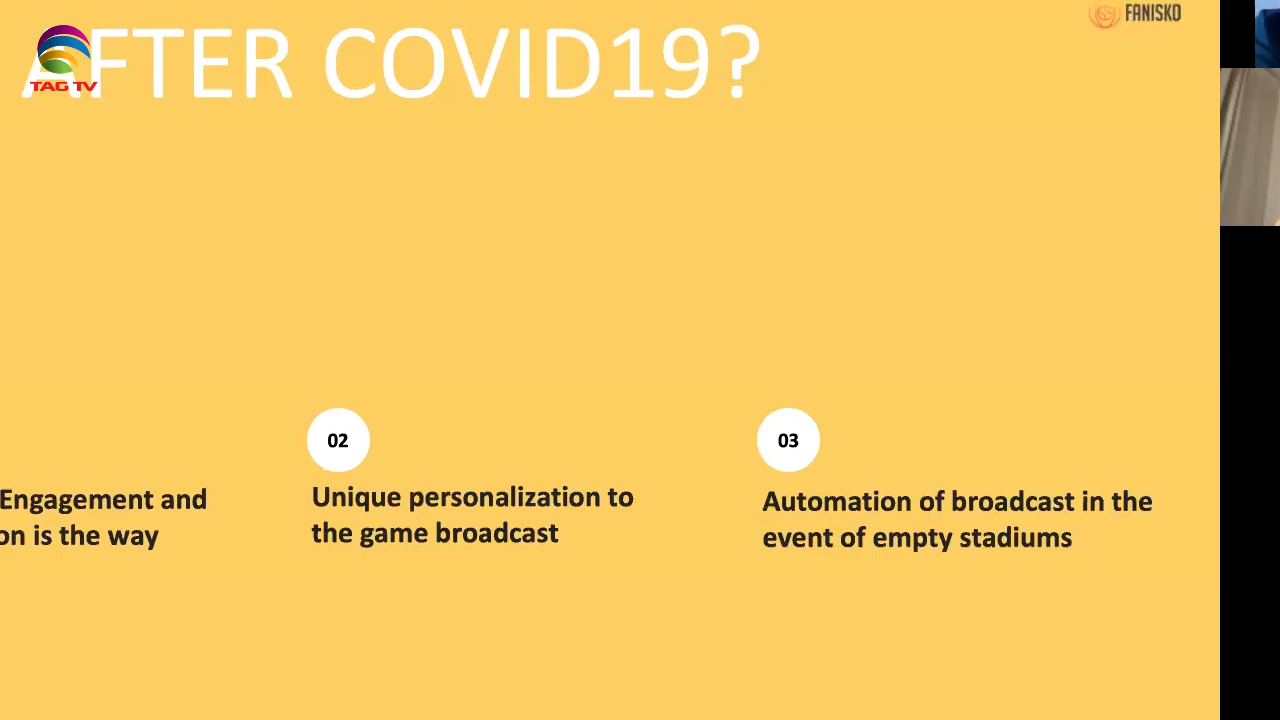 AFTER COVID19?
FANISKO
TAG TV
02
03
Engagement and
on is the way
Unique personalization to
the game broadcast
Automation of broadcast in the
event of empty stadiums